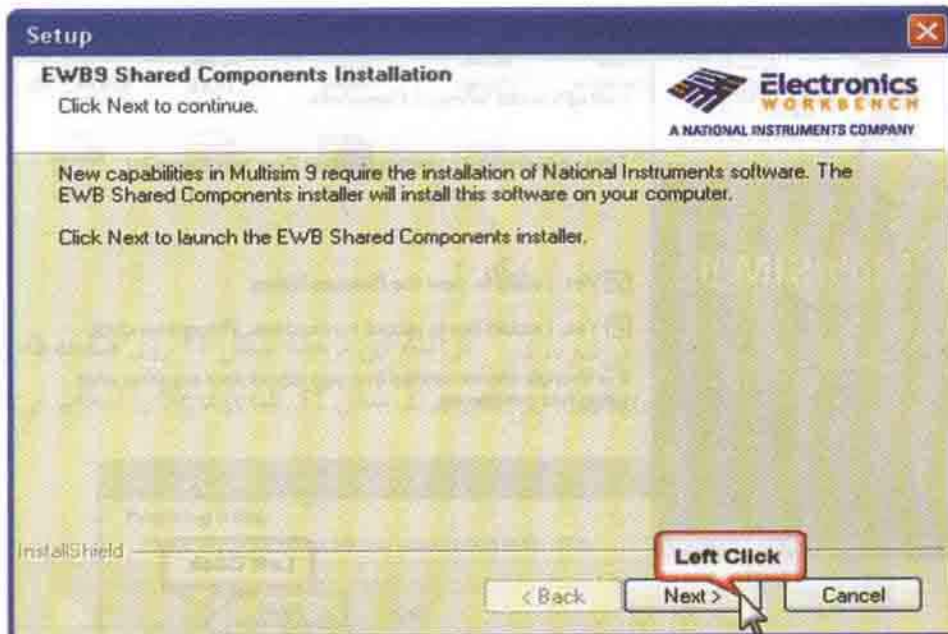 Setup
EWB9 Shared Components Installation
Click Next to continue.
Electronics
WORKBENCH
A NATIONAL INSTRUMENTS COMPANY
New capabilities in Multisim 9 require the installation of National Instruments software. The
EWB Shared Components installer will install this software on your computer.
Click Next to launch the EWB Shared Components installer.
InstallShield
Left Click
< Back
Next >
Cancel